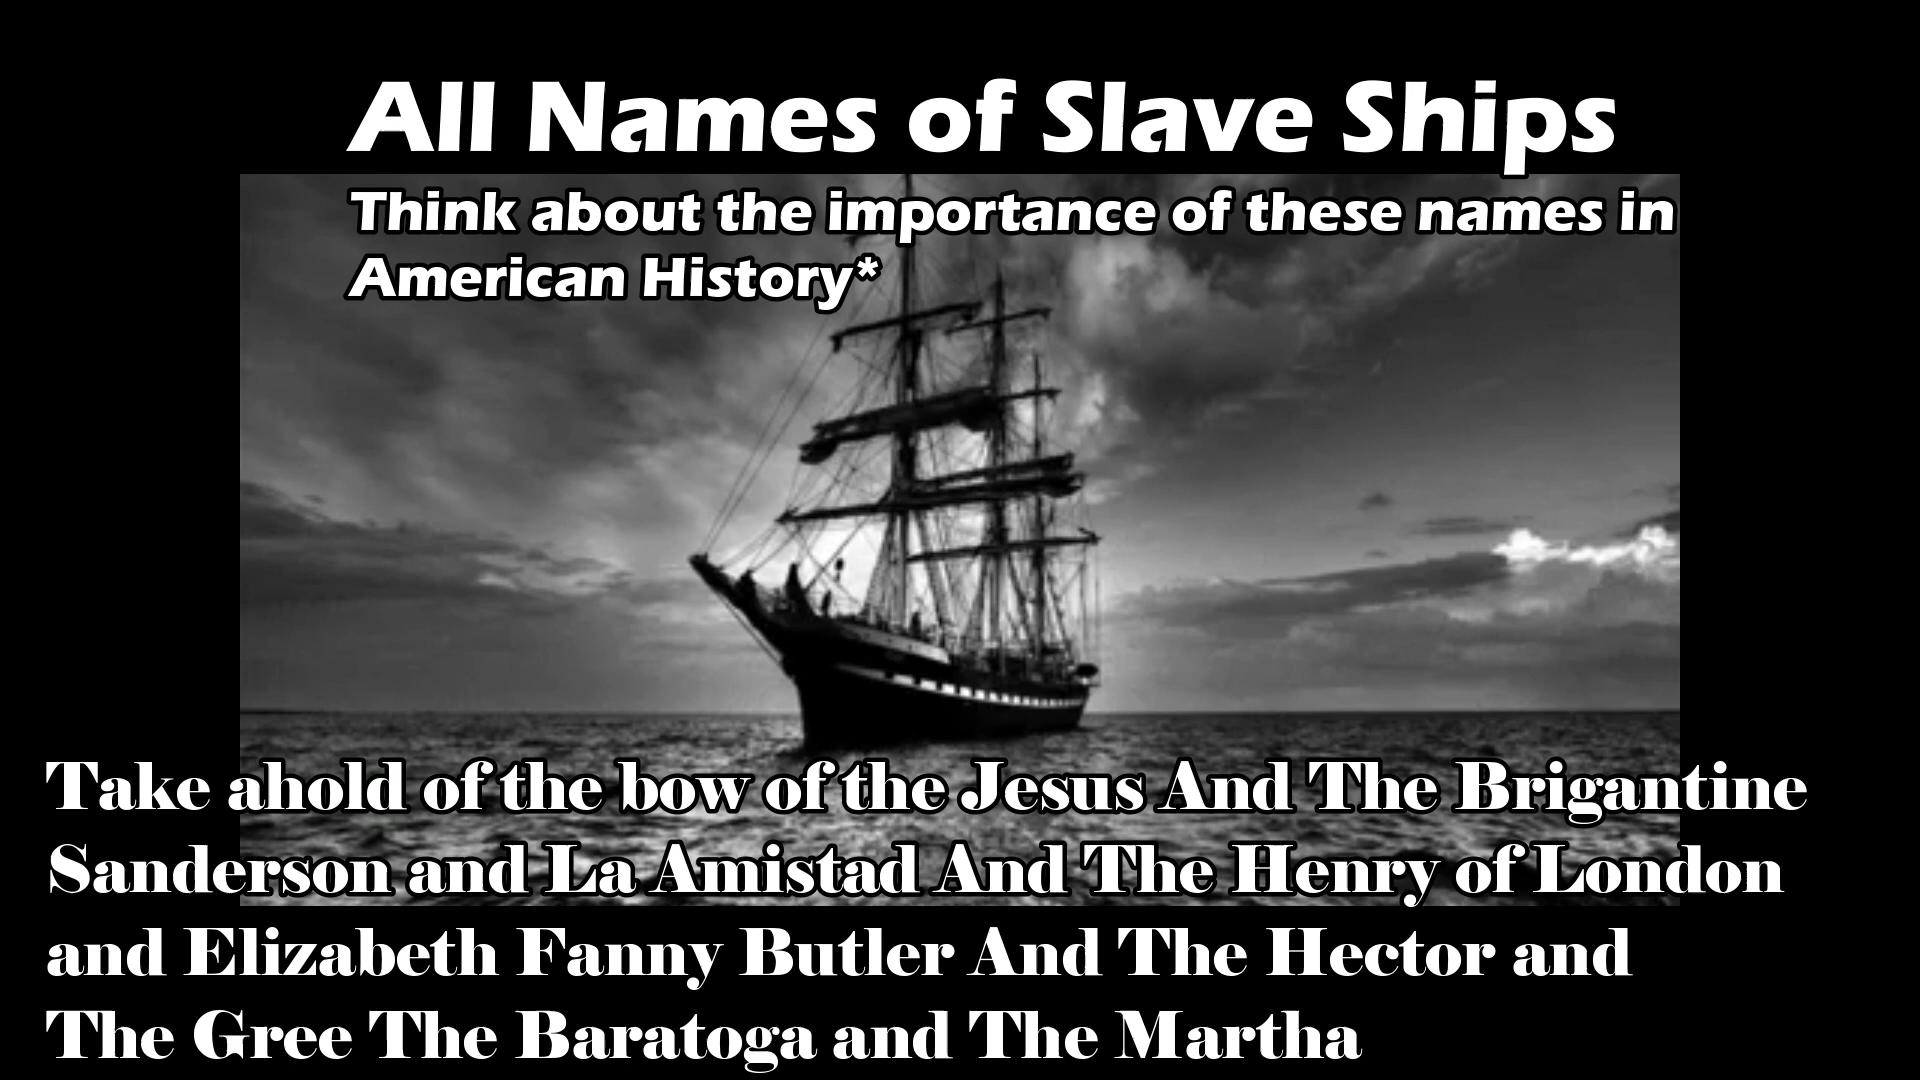 All Names of Slave Ships
Think about the importance of these names in
American History*
Take ahold of the bow of the Jesus And The Brigantine
Sanderson and La Amistad And The Henry of London
and Elizabeth Fanny Butler And The Hector and
The Gree The Baratoga and The Martha